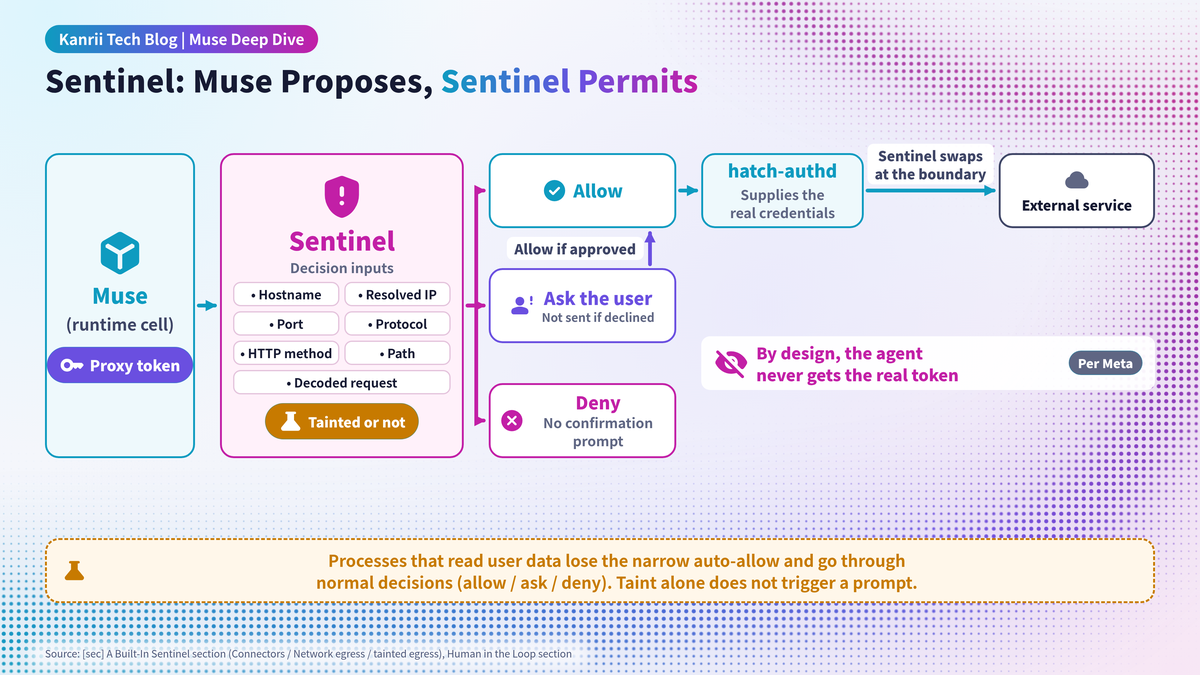 Kanrii Tech Blog | Muse Deep Dive
Sentinel: Muse Proposes, Sentinel Permits
Muse
(runtime cell)
Proxy token
Sentinel
Decision inputs
• Hostname
• Resolved IP
• Port
• Protocol
• HTTP method
• Path
• Decoded request
Tainted or not
Allow
Allow if approved
Ask the user
Not sent if declined
Deny
No confirmation
prompt
hatch-authd
Supplies the
real credentials
Sentinel swaps
at the boundary
External service
By design, the agent
never gets the real token
Per Meta
Processes that read user data lose the narrow auto-allow and go through
normal decisions (allow / ask / deny). Taint alone does not trigger a prompt.
Source: [sec] A Built-In Sentinel section (Connectors / Network egress / tainted egress), Human in the Loop section